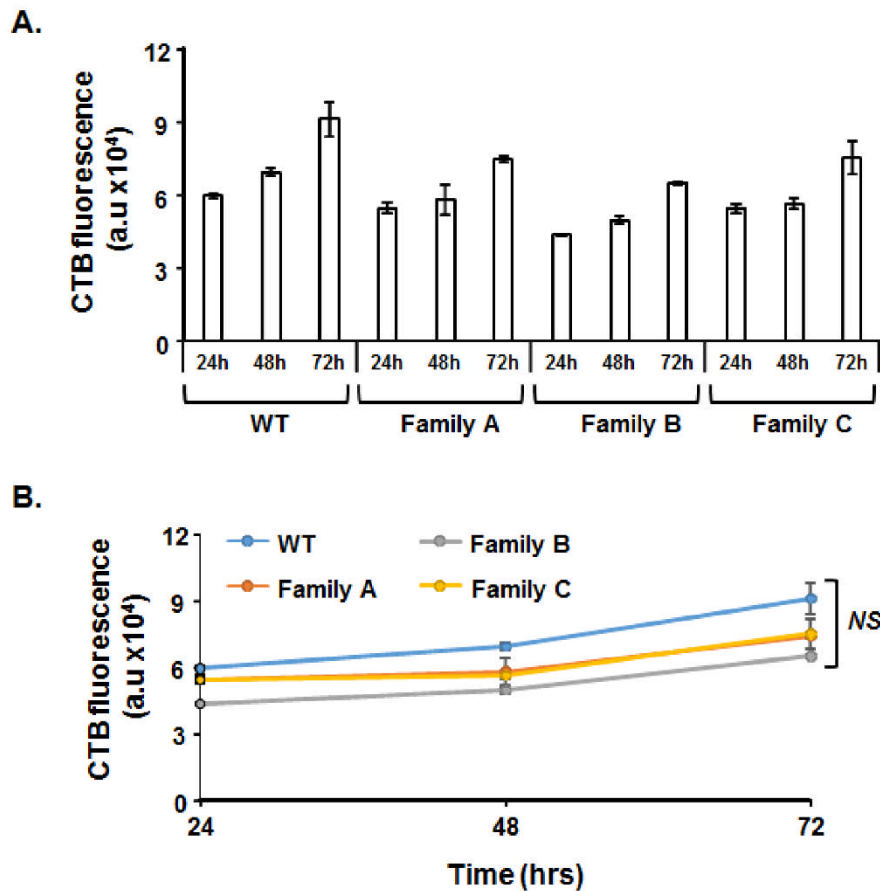 A.
CTB fluorescence
(a.u x10⁴)
12
9
6
3
0
24h 48h 72h 24h 48h 72h 24h 48h 72h 24h 48h 72h
WT Family A Family B Family C
B.
CTB fluorescence
(a.u x10⁴)
12
9
6
3
0
WT Family B
Family A Family C
NS
24 48 72
Time (hrs)